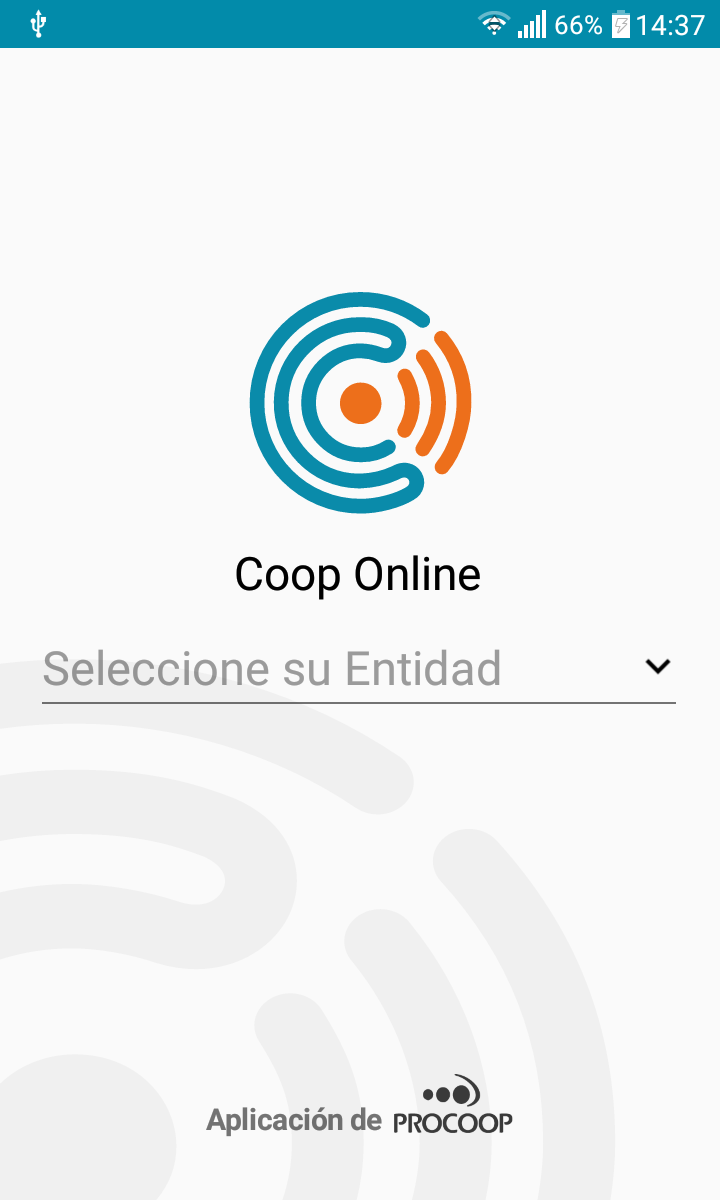 66% 14:37
Coop Online
Seleccione su Entidad
Aplicación de PROCOOP